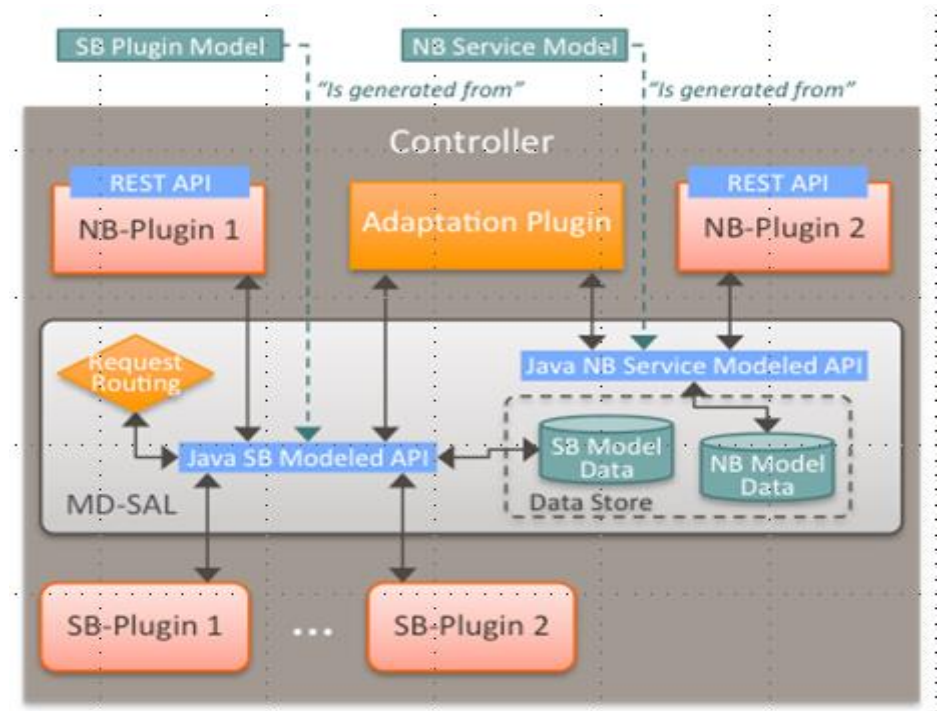 SB Plugin Model
NB Service Model
“Is generated from”
“Is generated from”
Controller
REST API
NB-Plugin 1
Adaptation Plugin
REST API
NB-Plugin 2
Request
Routing
Java NB Service Modeled API
Java SB Modeled API
SB Model
Data
NB Model
Data
MD-SAL
Data Store
SB-Plugin 1
...
SB-Plugin 2